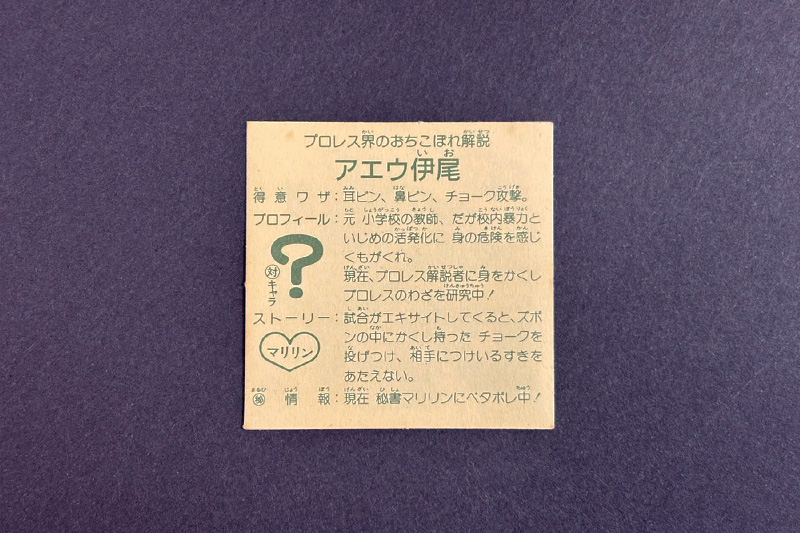 プロレス界のおちこぼれ解説
アエウ伊尾
得意ワザ：耳ピン、鼻ピン、チョーク攻撃。
プロフィール：元 小学校の教師、だが校内暴力と
いじめの活発化に 身の危険を感じ
くもがくれ。
現在、プロレス解説者に身をかくし
プロレスのわざを研究中！
？
対キャラ
ストーリー：試合がエキサイトしてくると、ズボ
ンの中にかくし持った チョークを
投げつけ、相手につけいるすきを
あたえない。
マリリン
㊙情報：現在 秘書マリリンにベタボレ中！